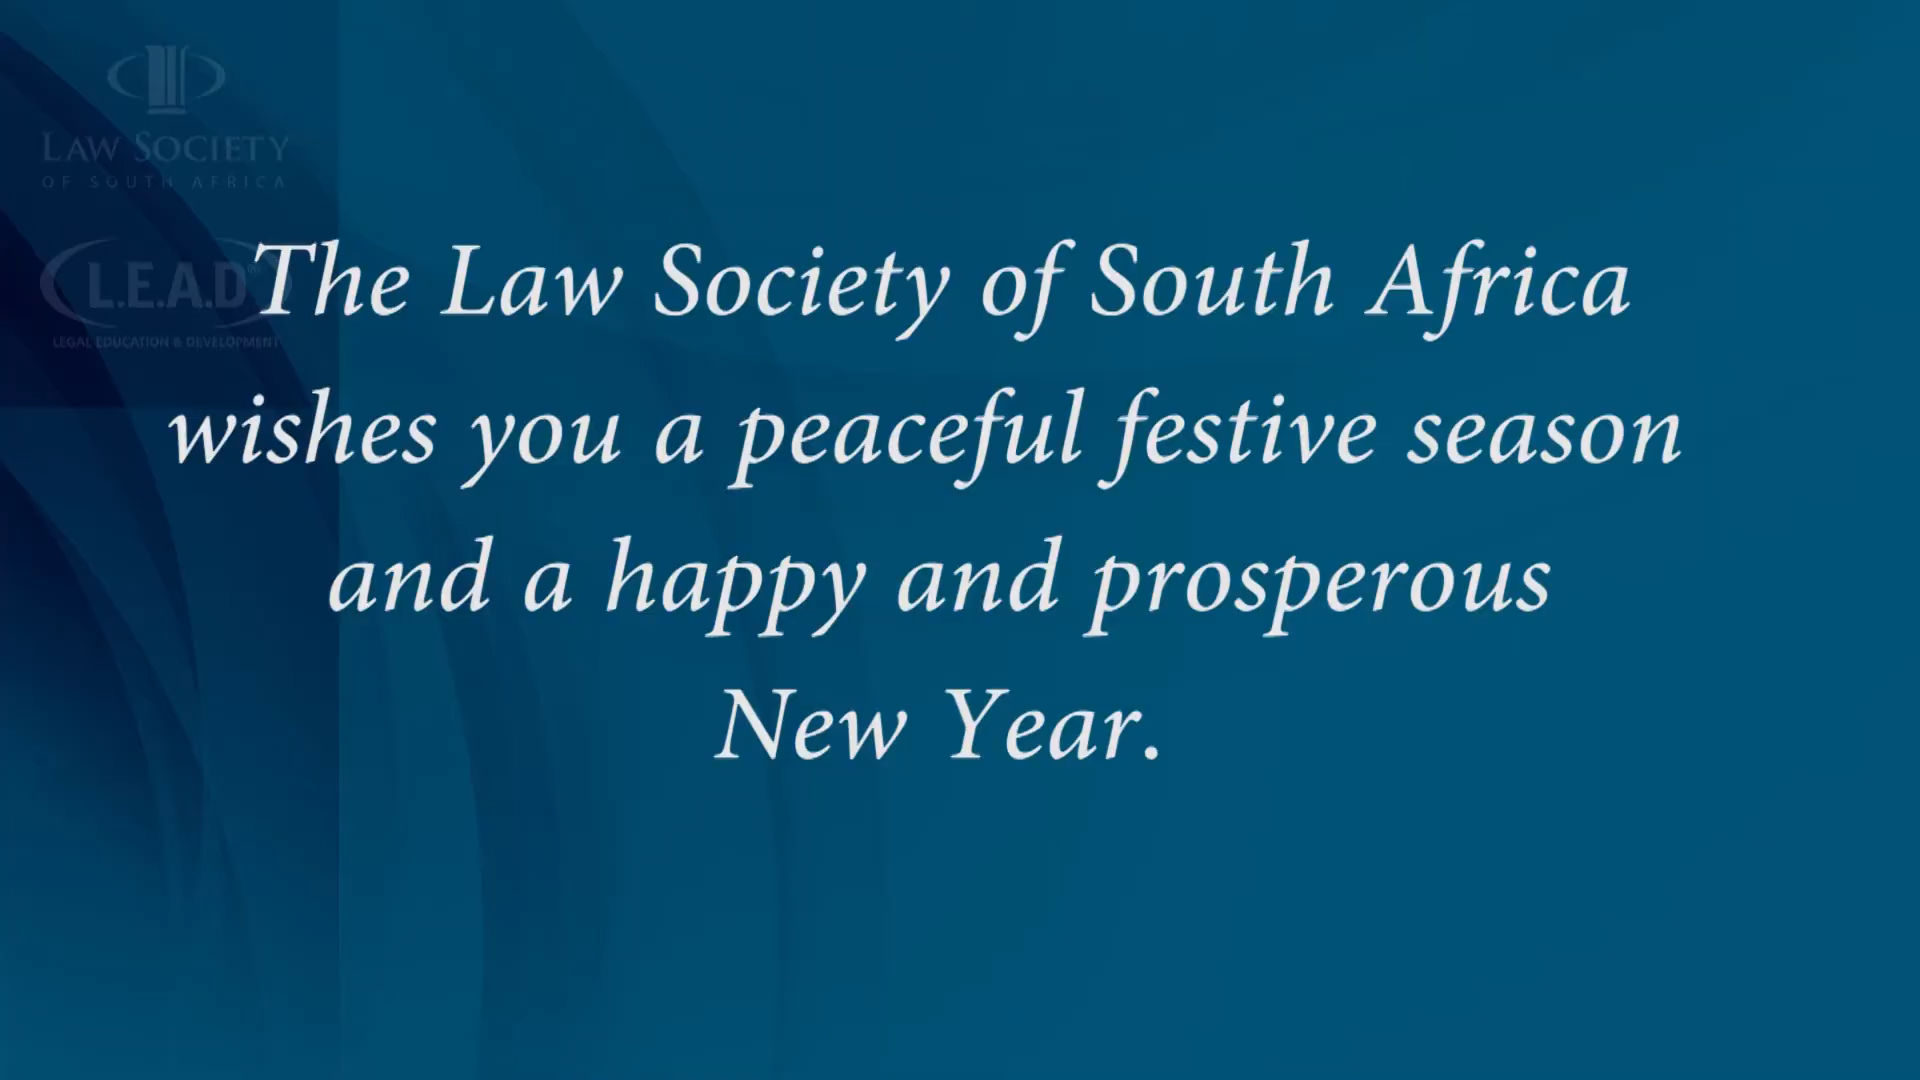 LAW SOCIETY
OF SOUTH AFRICA
L.E.A.D
LEGAL EDUCATION & DEVELOPMENT
The Law Society of South Africa
wishes you a peaceful festive season
and a happy and prosperous
New Year.